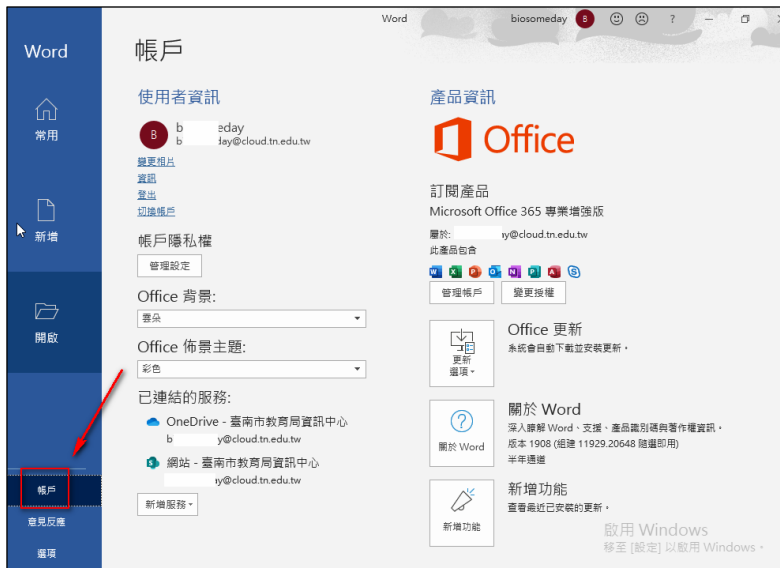 Word
biosomeday
B
?
Word
常用
新增
開啟
帳戶
意見反應
選項
帳戶
使用者資訊
B
b eday
b day@cloud.tn.edu.tw
變更相片
資訊
登出
切換帳戶
帳戶隱私權
管理設定
Office 背景:
雲朵
Office 佈景主題:
彩色
已連結的服務:
OneDrive - 臺南市教育局資訊中心
b y@cloud.tn.edu.tw
網站 - 臺南市教育局資訊中心
y@cloud.tn.edu.tw
新增服務
產品資訊
Office
訂閱產品
Microsoft Office 365 專業增強版
屬於: y@cloud.tn.edu.tw
此產品包含
管理帳戶
變更授權
更新
選項
Office 更新
系統會自動下載並安裝更新。
關於 Word
關於 Word
深入瞭解 Word、支援、產品識別碼與著作權資訊。
版本 1908 (組建 11929.20648 隨選即用)
半年通道
新增功能
新增功能
查看最近已安裝的更新。
啟用 Windows
移至 [設定] 以啟用 Windows。